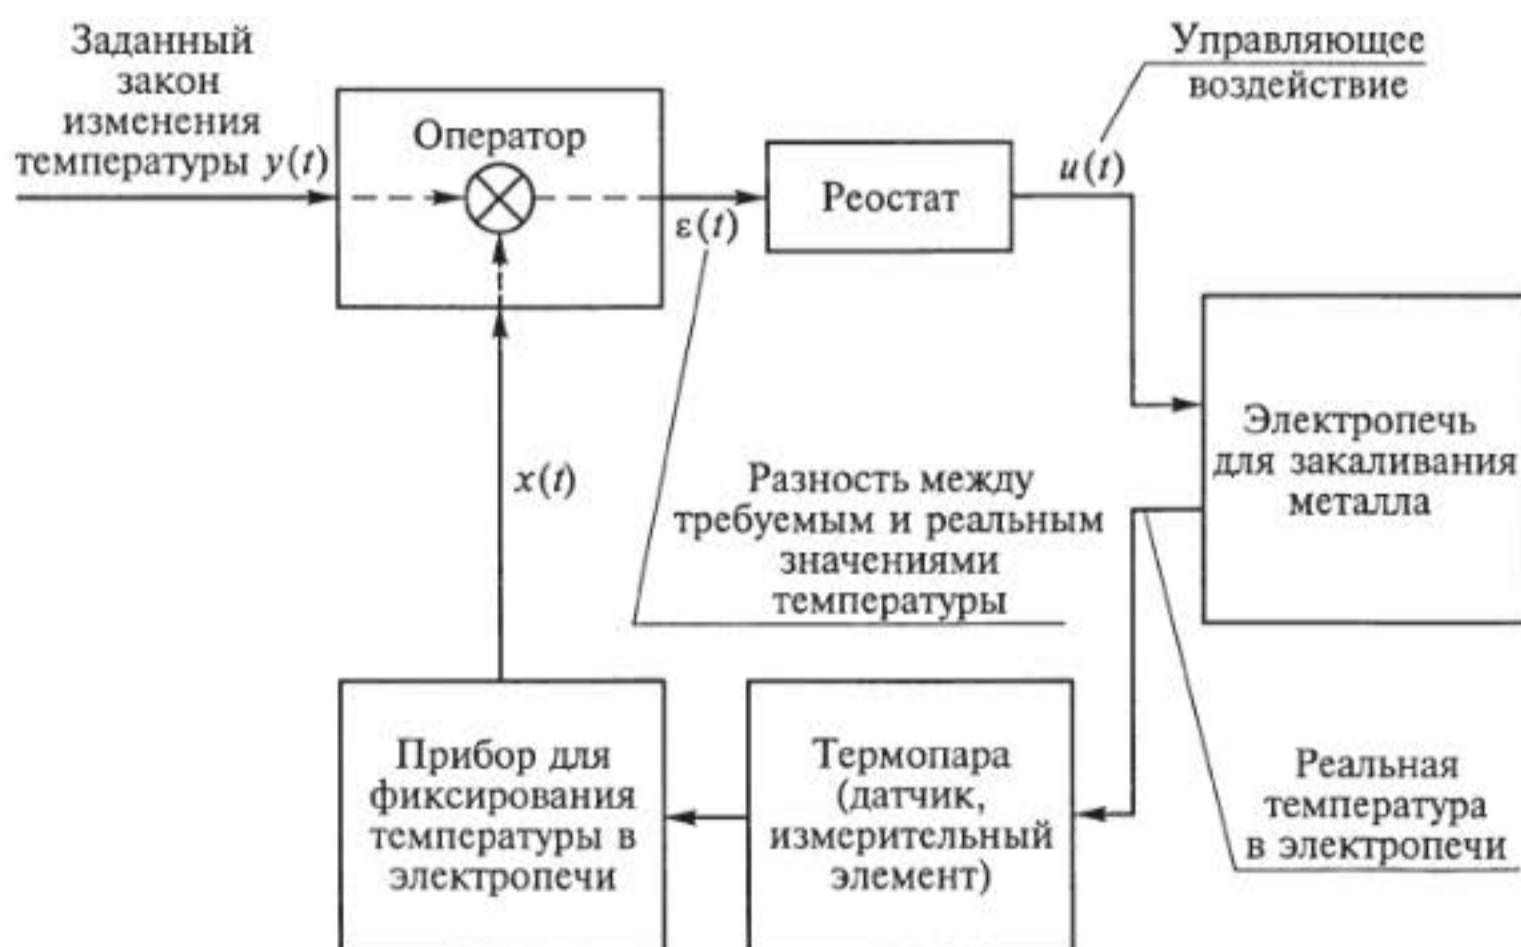 Заданный
закон
изменения
температуры y(t)
Оператор
ε(t)
Реостат
Управляющее
воздействие
u(t)
Электропечь
для закаливания
металла
x(t)
Разность между
требуемым и реальным
значениями
температуры
Прибор для
фиксирования
температуры в
электропечи
Термопара
(датчик,
измерительный
элемент)
Реальная
температура
в электропечи